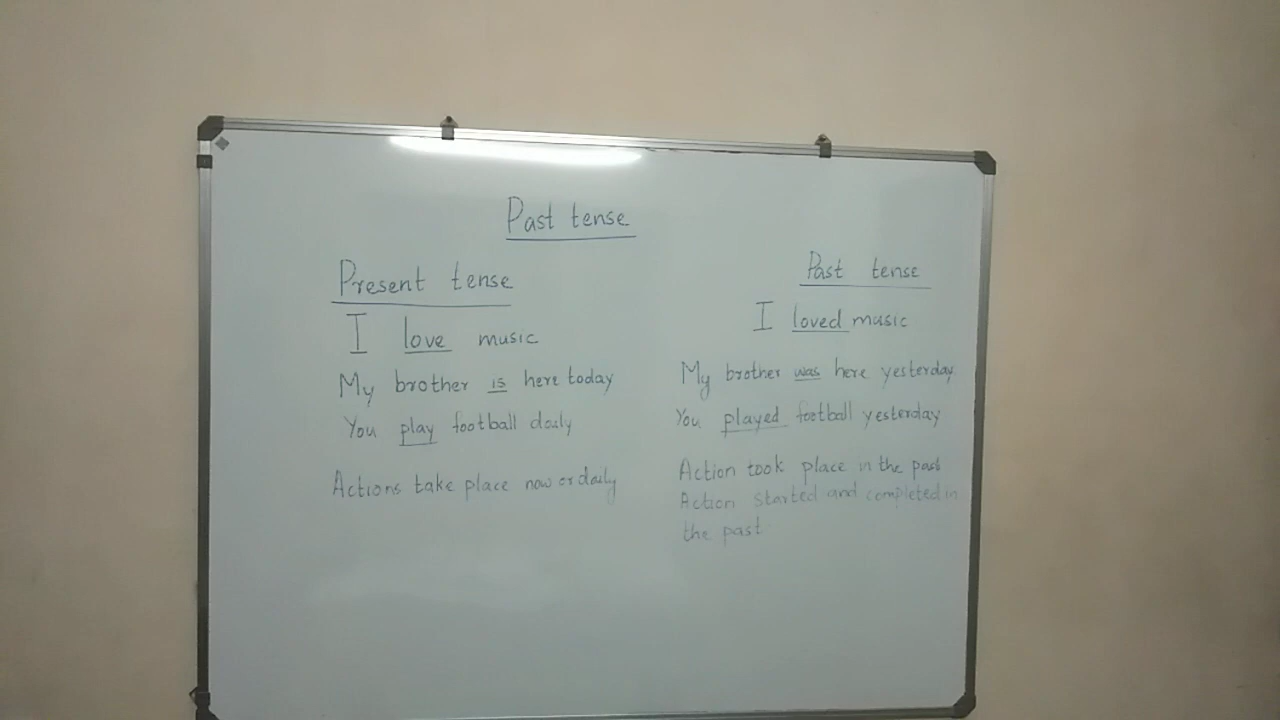 Past tense
Present tense
I love music
My brother is here today
You play football daily
Actions take place now or daily
Past tense
I loved music
My brother was here yesterday
You played football yesterday
Action took place in the past
Action started and completed in
the past